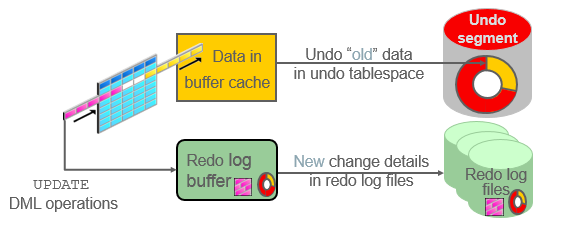 Undo
segment
Data in
buffer cache
Undo “old” data
in undo tablespace
Redo log
buffer
New change details
in redo log files
Redo log
files
UPDATE
DML operations